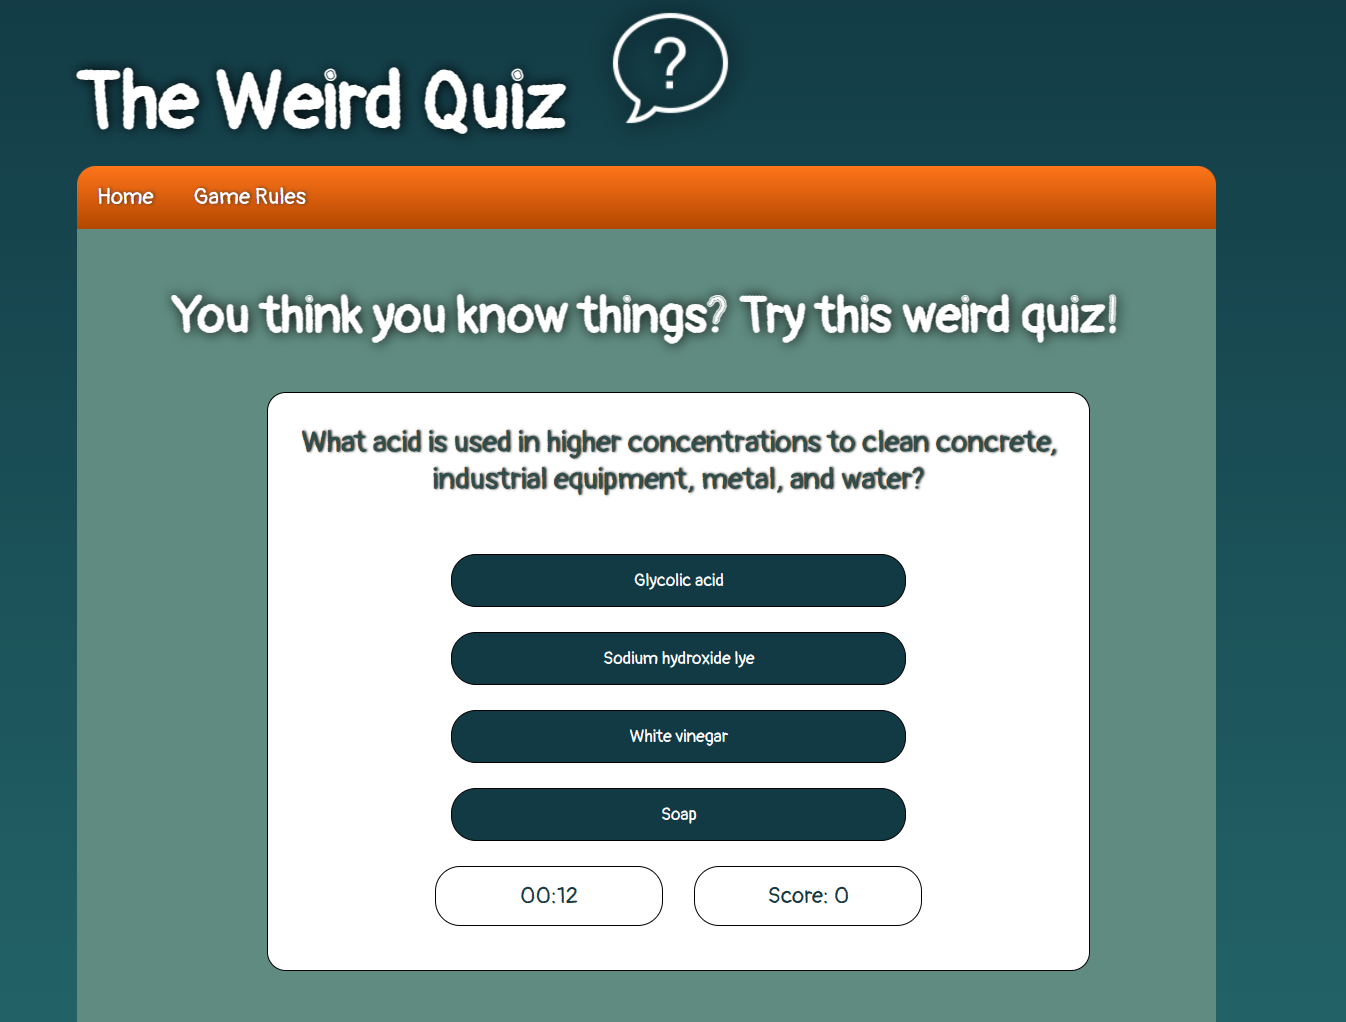 The Weird Quiz
?
Home Game Rules
You think you know things? Try this weird quiz!
What acid is used in higher concentrations to clean concrete,
industrial equipment, metal, and water?
Glycolic acid
Sodium hydroxide lye
White vinegar
Soap
00:12 Score: 0